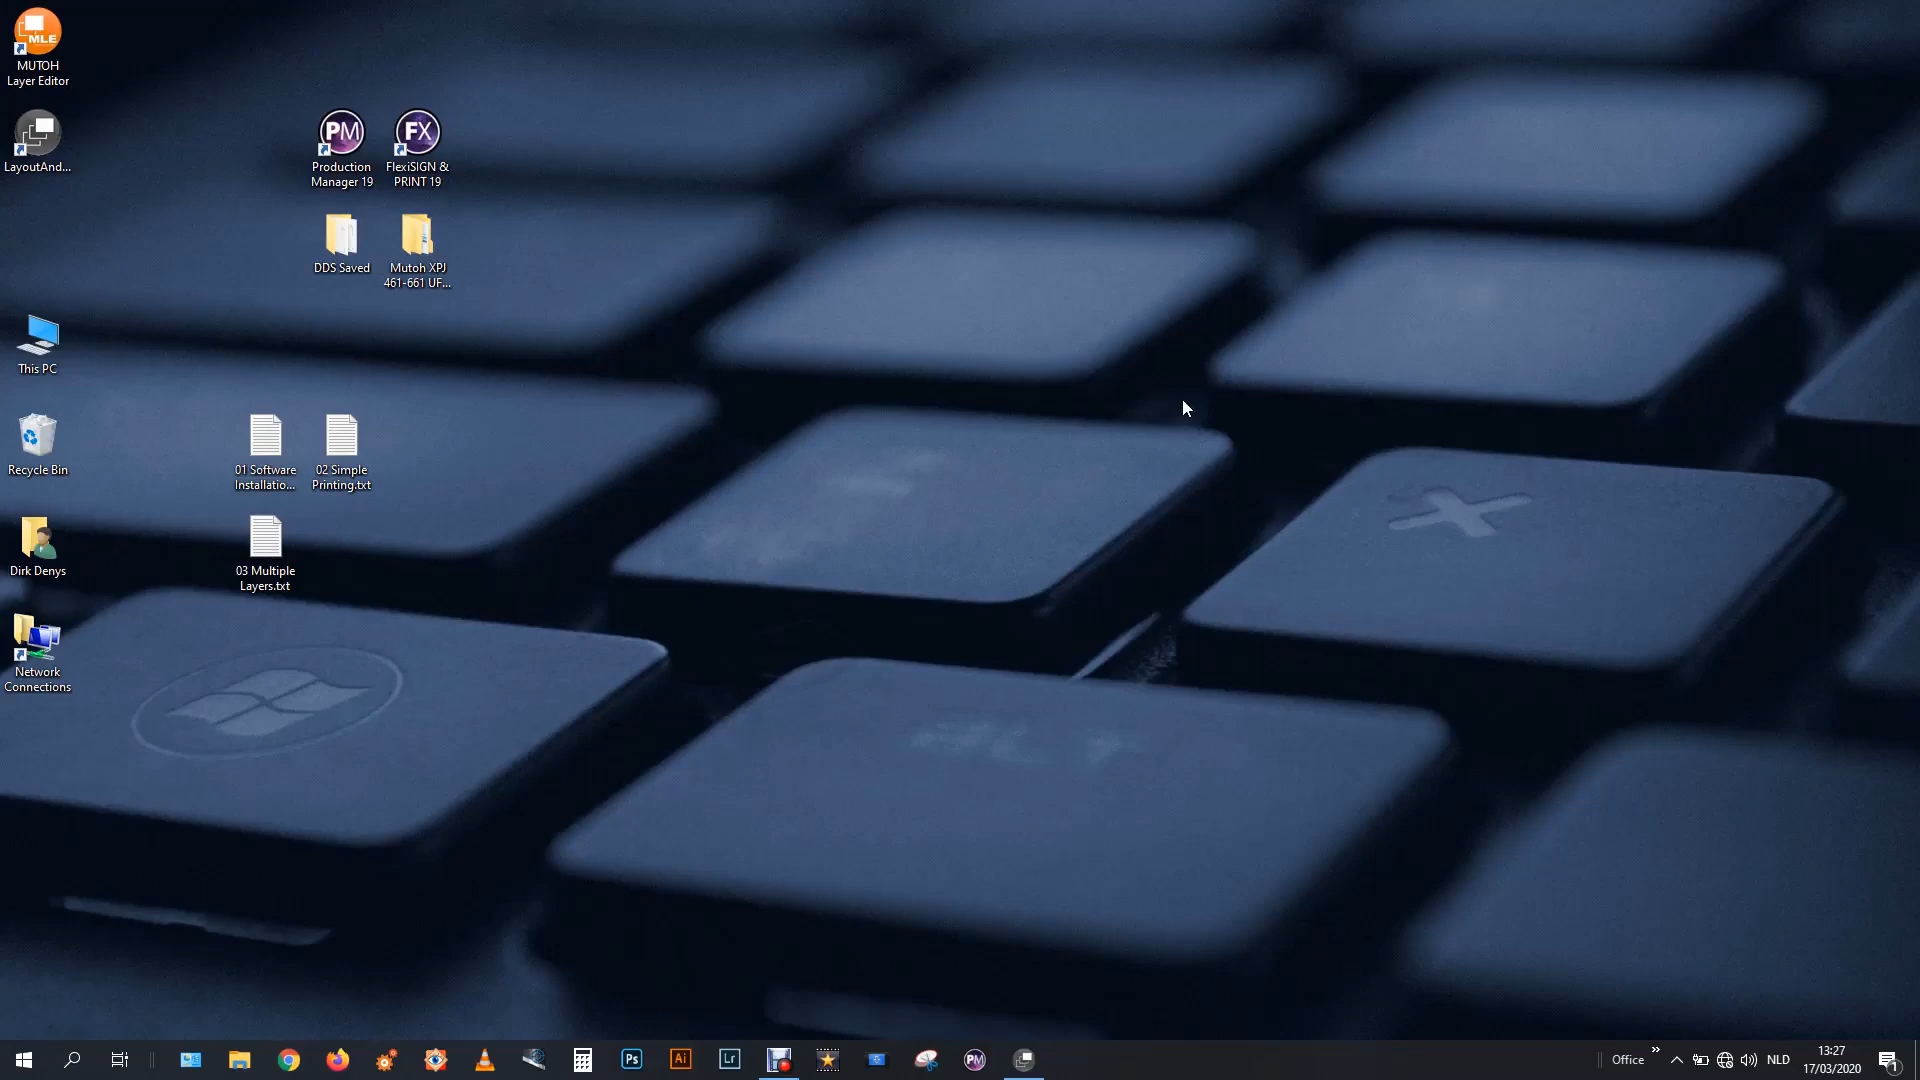 MLE
MUTOH
Layer Editor
LayoutAnd...
PM
Production
Manager 19
FX
FlexiSIGN &
PRINT 19
DDS Saved
Mutoh XPJ
461-661 UF...
This PC
Recycle Bin
01 Software
Installatio...
02 Simple
Printing.txt
Dirk Denys
03 Multiple
Layers.txt
Network
Connections
Ps
Ai
Lr
PM
Office
NLD
13:27
17/03/2020
1